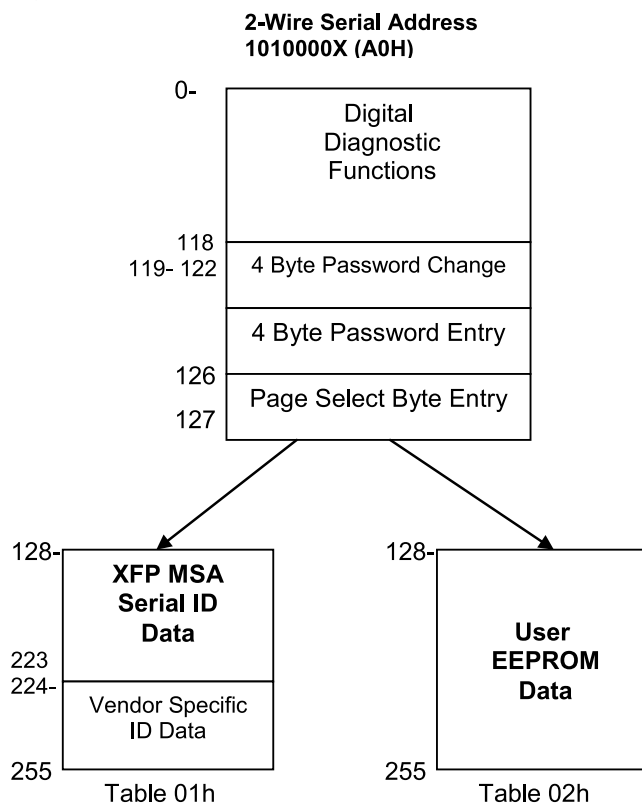 2-Wire Serial Address
1010000X (A0H)
0-
Digital
Diagnostic
Functions
118
119- 122
4 Byte Password Change
4 Byte Password Entry
126
Page Select Byte Entry
127
128-
XFP MSA
Serial ID
Data
223
224-
Vendor Specific
ID Data
255
Table 01h
128-
User
EEPROM
Data
255
Table 02h